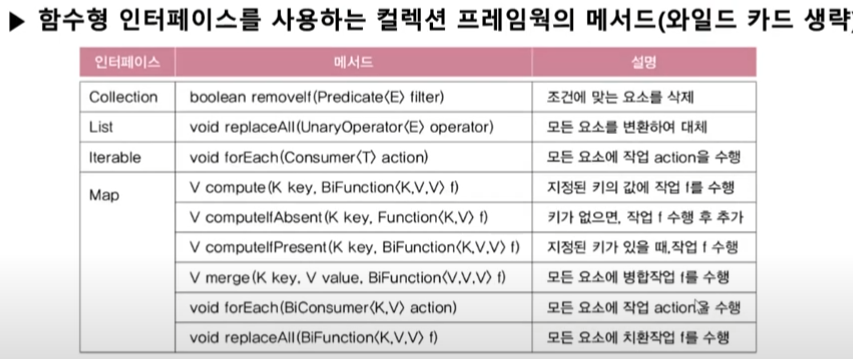 ▶ 함수형 인터페이스를 사용하는 컬렉션 프레임웍의 메서드(와일드 카드 생략)
인터페이스 메서드 설명
Collection boolean removeIf(Predicate<E> filter) 조건에 맞는 요소를 삭제
List void replaceAll(UnaryOperator<E> operator) 모든 요소를 변환하여 대체
Iterable void forEach(Consumer<T> action) 모든 요소에 작업 action을 수행
Map V compute(K key, BiFunction<K,V,V> f) 지정된 키의 값에 작업 f를 수행
V computeIfAbsent(K key, Function<K,V> f) 키가 없으면, 작업 f 수행 후 추가
V computeIfPresent(K key, BiFunction<K,V,V> f) 지정된 키가 있을 때,작업 f 수행
V merge(K key, V value, BiFunction<V,V,V> f) 모든 요소에 병합작업 f를 수행
void forEach(BiConsumer<K,V> action) 모든 요소에 작업 action을 수행
void replaceAll(BiFunction<K,V,V> f) 모든 요소에 치환작업 f를 수행